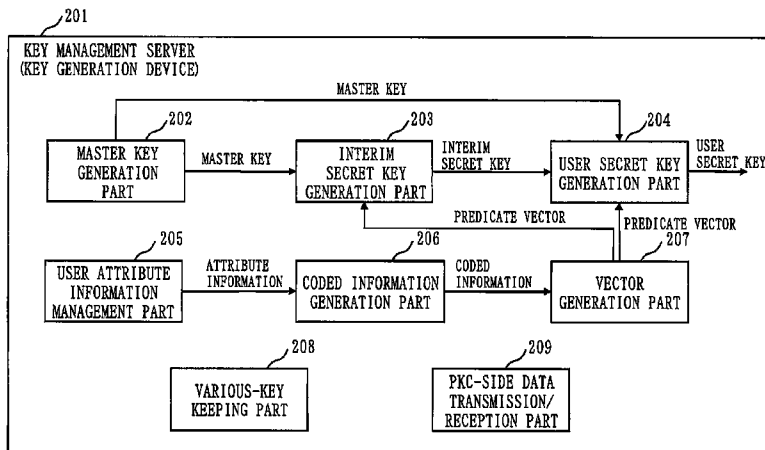 201
KEY MANAGEMENT SERVER
(KEY GENERATION DEVICE)
MASTER KEY
202
203
204
MASTER KEY
GENERATION
PART
MASTER KEY
INTERIM
SECRET KEY
GENERATION PART
INTERIM
SECRET KEY
USER SECRET KEY
GENERATION PART
USER
SECRET KEY
PREDICATE VECTOR
PREDICATE VECTOR
205
206
207
USER ATTRIBUTE
INFORMATION
MANAGEMENT PART
ATTRIBUTE
INFORMATION
CODED INFORMATION
GENERATION PART
CODED
INFORMATION
VECTOR
GENERATION PART
208
209
VARIOUS-KEY
KEEPING PART
PKC-SIDE DATA
TRANSMISSION/
RECEPTION PART